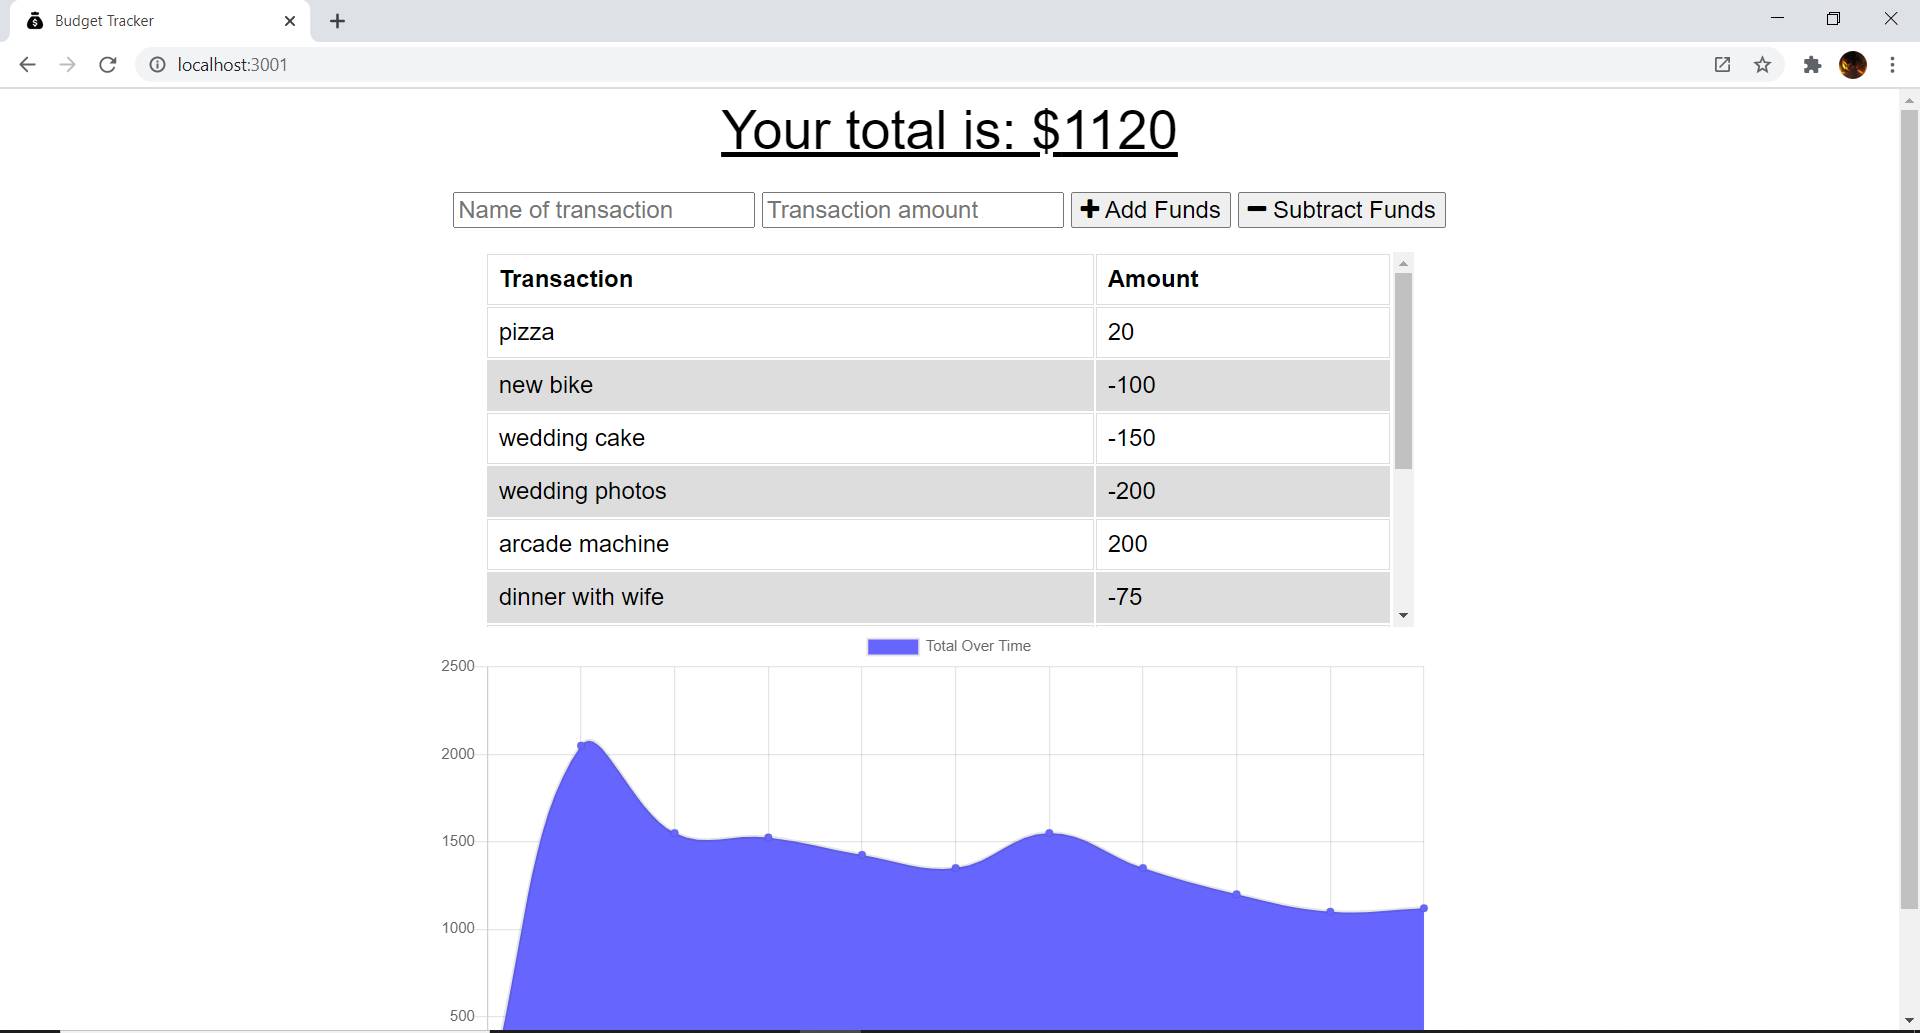 Budget Tracker
localhost:3001
Your total is: $1120
Name of transaction Transaction amount Add Funds Subtract Funds
Transaction Amount
pizza 20
new bike -100
wedding cake -150
wedding photos -200
arcade machine 200
dinner with wife -75
Total Over Time
2500
2000
1500
1000
500